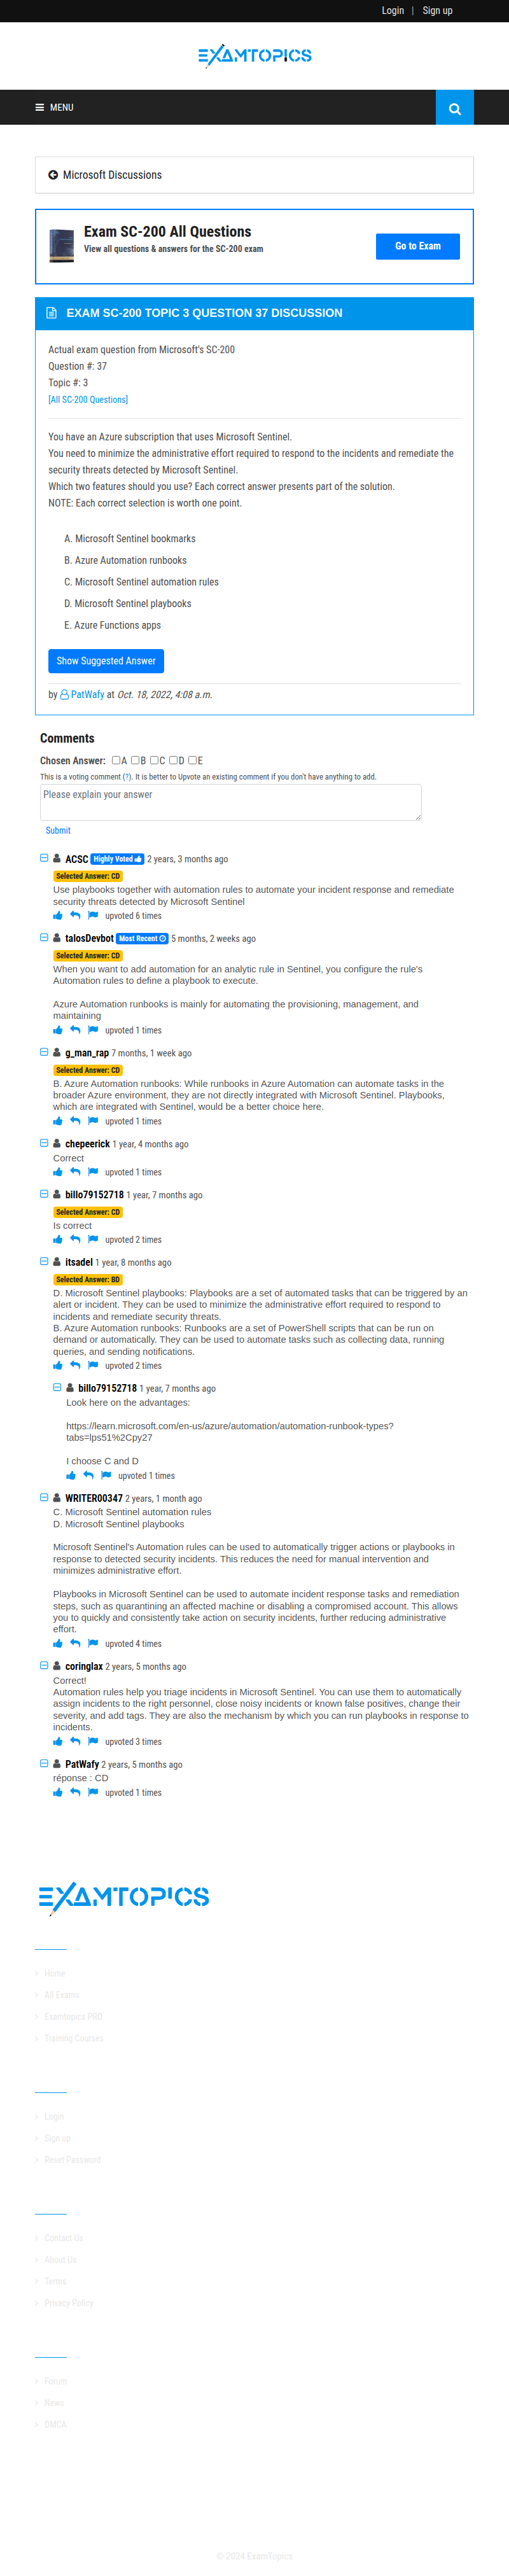 Login | Sign up
EXAMTOPICS
MENU
Microsoft Discussions
Exam SC-200 All Questions
View all questions & answers for the SC-200 exam
Go to Exam
EXAM SC-200 TOPIC 3 QUESTION 37 DISCUSSION
Actual exam question from Microsoft's SC-200
Question #: 37
Topic #: 3
[All SC-200 Questions]
You have an Azure subscription that uses Microsoft Sentinel.
You need to minimize the administrative effort required to respond to the incidents and remediate the
security threats detected by Microsoft Sentinel.
Which two features should you use? Each correct answer presents part of the solution.
NOTE: Each correct selection is worth one point.
A. Microsoft Sentinel bookmarks
B. Azure Automation runbooks
C. Microsoft Sentinel automation rules
D. Microsoft Sentinel playbooks
E. Azure Functions apps
Show Suggested Answer
by PatWafy at Oct. 18, 2022, 4:08 a.m.
Comments
Chosen Answer: A B C D E
This is a voting comment (?). It is better to Upvote an existing comment if you don't have anything to add.
Please explain your answer
Submit
ACSC Highly Voted 2 years, 3 months ago
Selected Answer: CD
Use playbooks together with automation rules to automate your incident response and remediate
security threats detected by Microsoft Sentinel
upvoted 6 times
talosDevbot Most Recent 5 months, 2 weeks ago
Selected Answer: CD
When you want to add automation for an analytic rule in Sentinel, you configure the rule's
Automation rules to define a playbook to execute.
Azure Automation runbooks is mainly for automating the provisioning, management, and
maintaining
upvoted 1 times
g_man_rap 7 months, 1 week ago
Selected Answer: CD
B. Azure Automation runbooks: While runbooks in Azure Automation can automate tasks in the
broader Azure environment, they are not directly integrated with Microsoft Sentinel. Playbooks,
which are integrated with Sentinel, would be a better choice here.
upvoted 1 times
chepeerick 1 year, 4 months ago
Correct
upvoted 1 times
billo79152718 1 year, 7 months ago
Selected Answer: CD
Is correct
upvoted 2 times
itsadel 1 year, 8 months ago
Selected Answer: BD
D. Microsoft Sentinel playbooks: Playbooks are a set of automated tasks that can be triggered by an
alert or incident. They can be used to minimize the administrative effort required to respond to
incidents and remediate security threats.
B. Azure Automation runbooks: Runbooks are a set of PowerShell scripts that can be run on
demand or automatically. They can be used to automate tasks such as collecting data, running
queries, and sending notifications.
upvoted 2 times
billo79152718 1 year, 7 months ago
Look here on the advantages:
https://learn.microsoft.com/en-us/azure/automation/automation-runbook-types?
tabs=lps51%2Cpy27
I choose C and D
upvoted 1 times
WRITER00347 2 years, 1 month ago
C. Microsoft Sentinel automation rules
D. Microsoft Sentinel playbooks
Microsoft Sentinel's Automation rules can be used to automatically trigger actions or playbooks in
response to detected security incidents. This reduces the need for manual intervention and
minimizes administrative effort.
Playbooks in Microsoft Sentinel can be used to automate incident response tasks and remediation
steps, such as quarantining an affected machine or disabling a compromised account. This allows
you to quickly and consistently take action on security incidents, further reducing administrative
effort.
upvoted 4 times
coringlax 2 years, 5 months ago
Correct!
Automation rules help you triage incidents in Microsoft Sentinel. You can use them to automatically
assign incidents to the right personnel, close noisy incidents or known false positives, change their
severity, and add tags. They are also the mechanism by which you can run playbooks in response to
incidents.
upvoted 3 times
PatWafy 2 years, 5 months ago
réponse : CD
upvoted 1 times
EXAMTOPICS
Home
All Exams
Examtopics PRO
Training Courses
Login
Sign up
Reset Password
Contact Us
About Us
Terms
Privacy Policy
Forum
News
DMCA
© 2024 ExamTopics